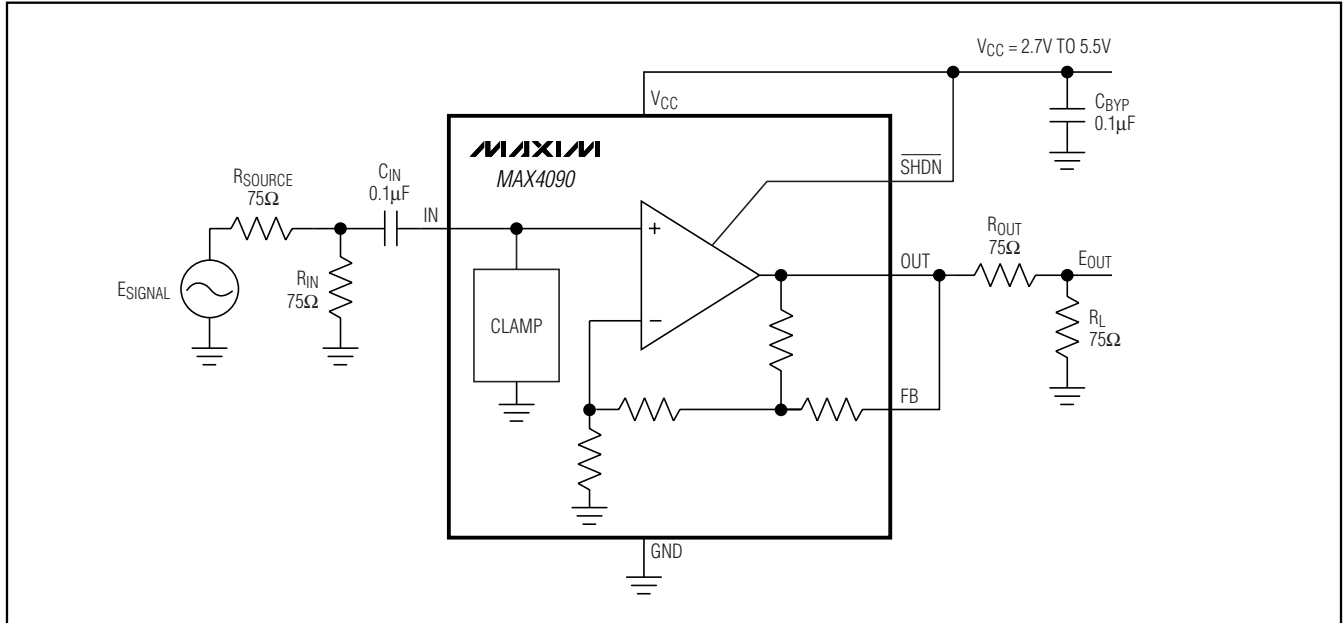 VCC = 2.7V TO 5.5V
VCC
CBYP
0.1μF
MAXIM
MAX4090
SHDN
RSOURCE
75Ω
CIN
0.1μF
IN
+
ROUT
75Ω
OUT
EOUT
RIN
75Ω
ESIGNAL
CLAMP
−
RL
75Ω
FB
GND